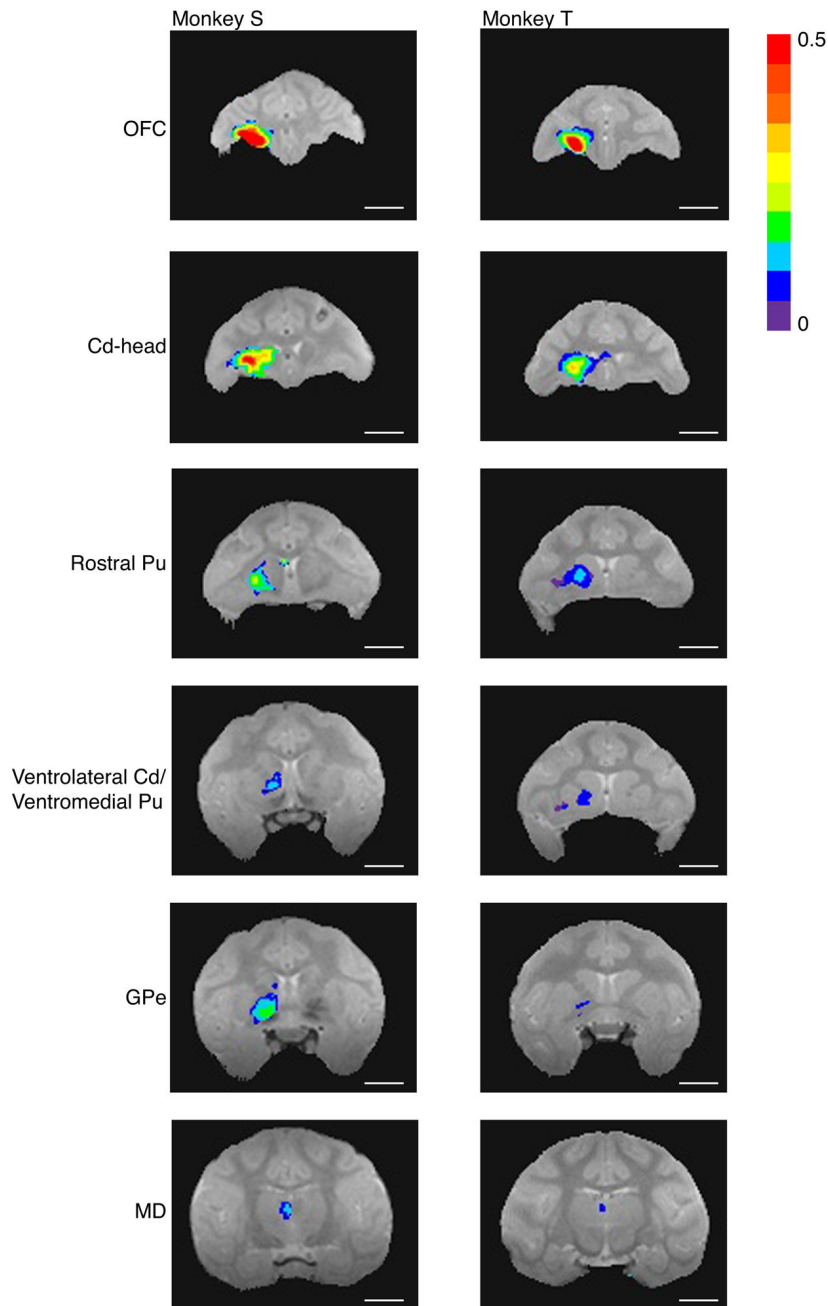 Monkey S
Monkey T
0.5
OFC
0
Cd-head
Rostral Pu
Ventrolateral Cd/
Ventromedial Pu
GPe
MD